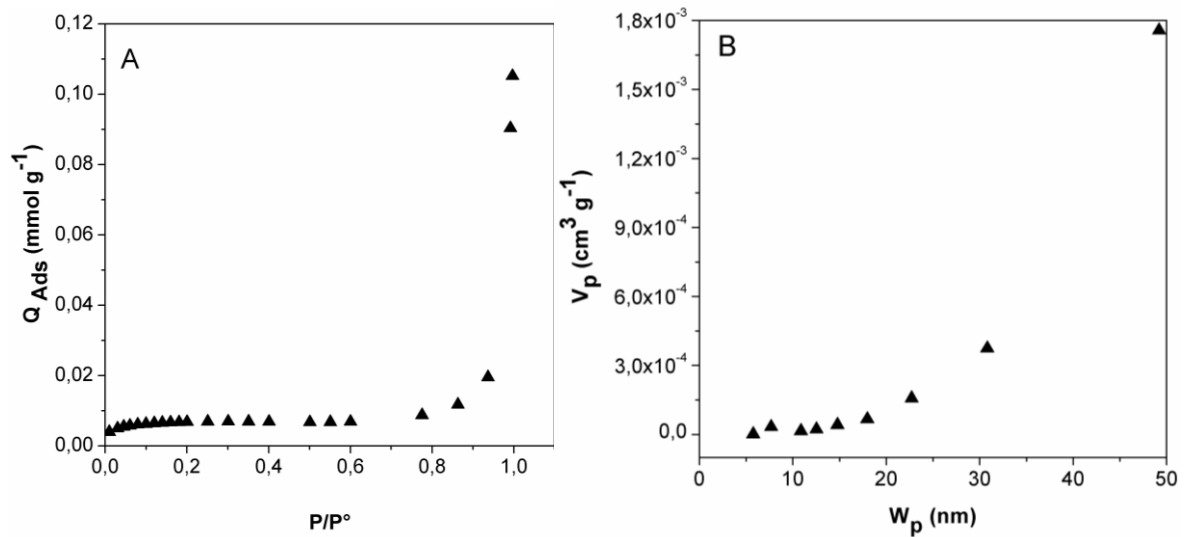 A
0,12
0,10
0,08
0,06
0,04
0,02
0,00
Q Ads (mmol g-1)
0,0 0,2 0,4 0,6 0,8 1,0
P/P°
B
1,8x10-3
1,5x10-3
1,2x10-3
9,0x10-4
6,0x10-4
3,0x10-4
0,0
Vp (cm3 g-1)
0 10 20 30 40 50
Wp (nm)